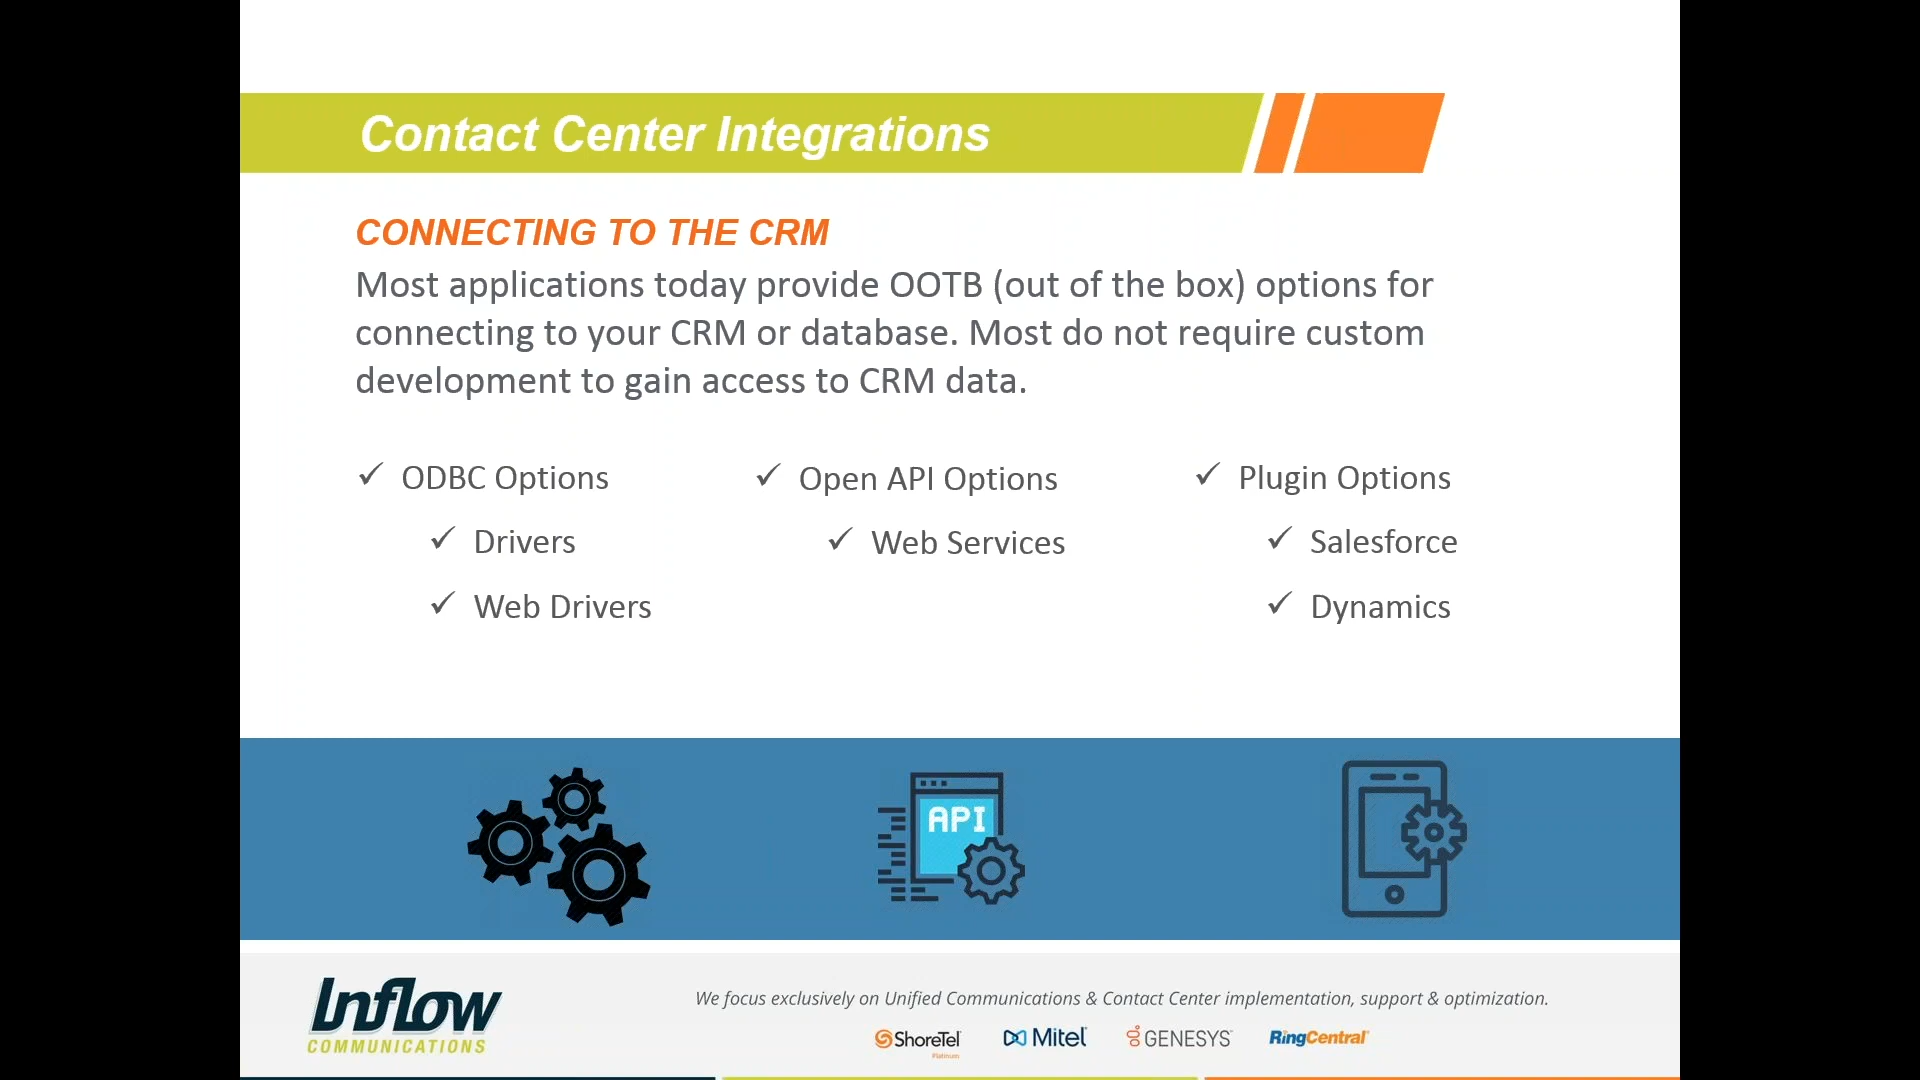 Contact Center Integrations
CONNECTING TO THE CRM
Most applications today provide OOTB (out of the box) options for
connecting to your CRM or database. Most do not require custom
development to gain access to CRM data.
ODBC Options
Drivers
Web Drivers
Open API Options
Web Services
Plugin Options
Salesforce
Dynamics
API
Inflow
COMMUNICATIONS
We focus exclusively on Unified Communications & Contact Center implementation, support & optimization.
ShoreTel
Platinum
Mitel
GENESYS
RingCentral